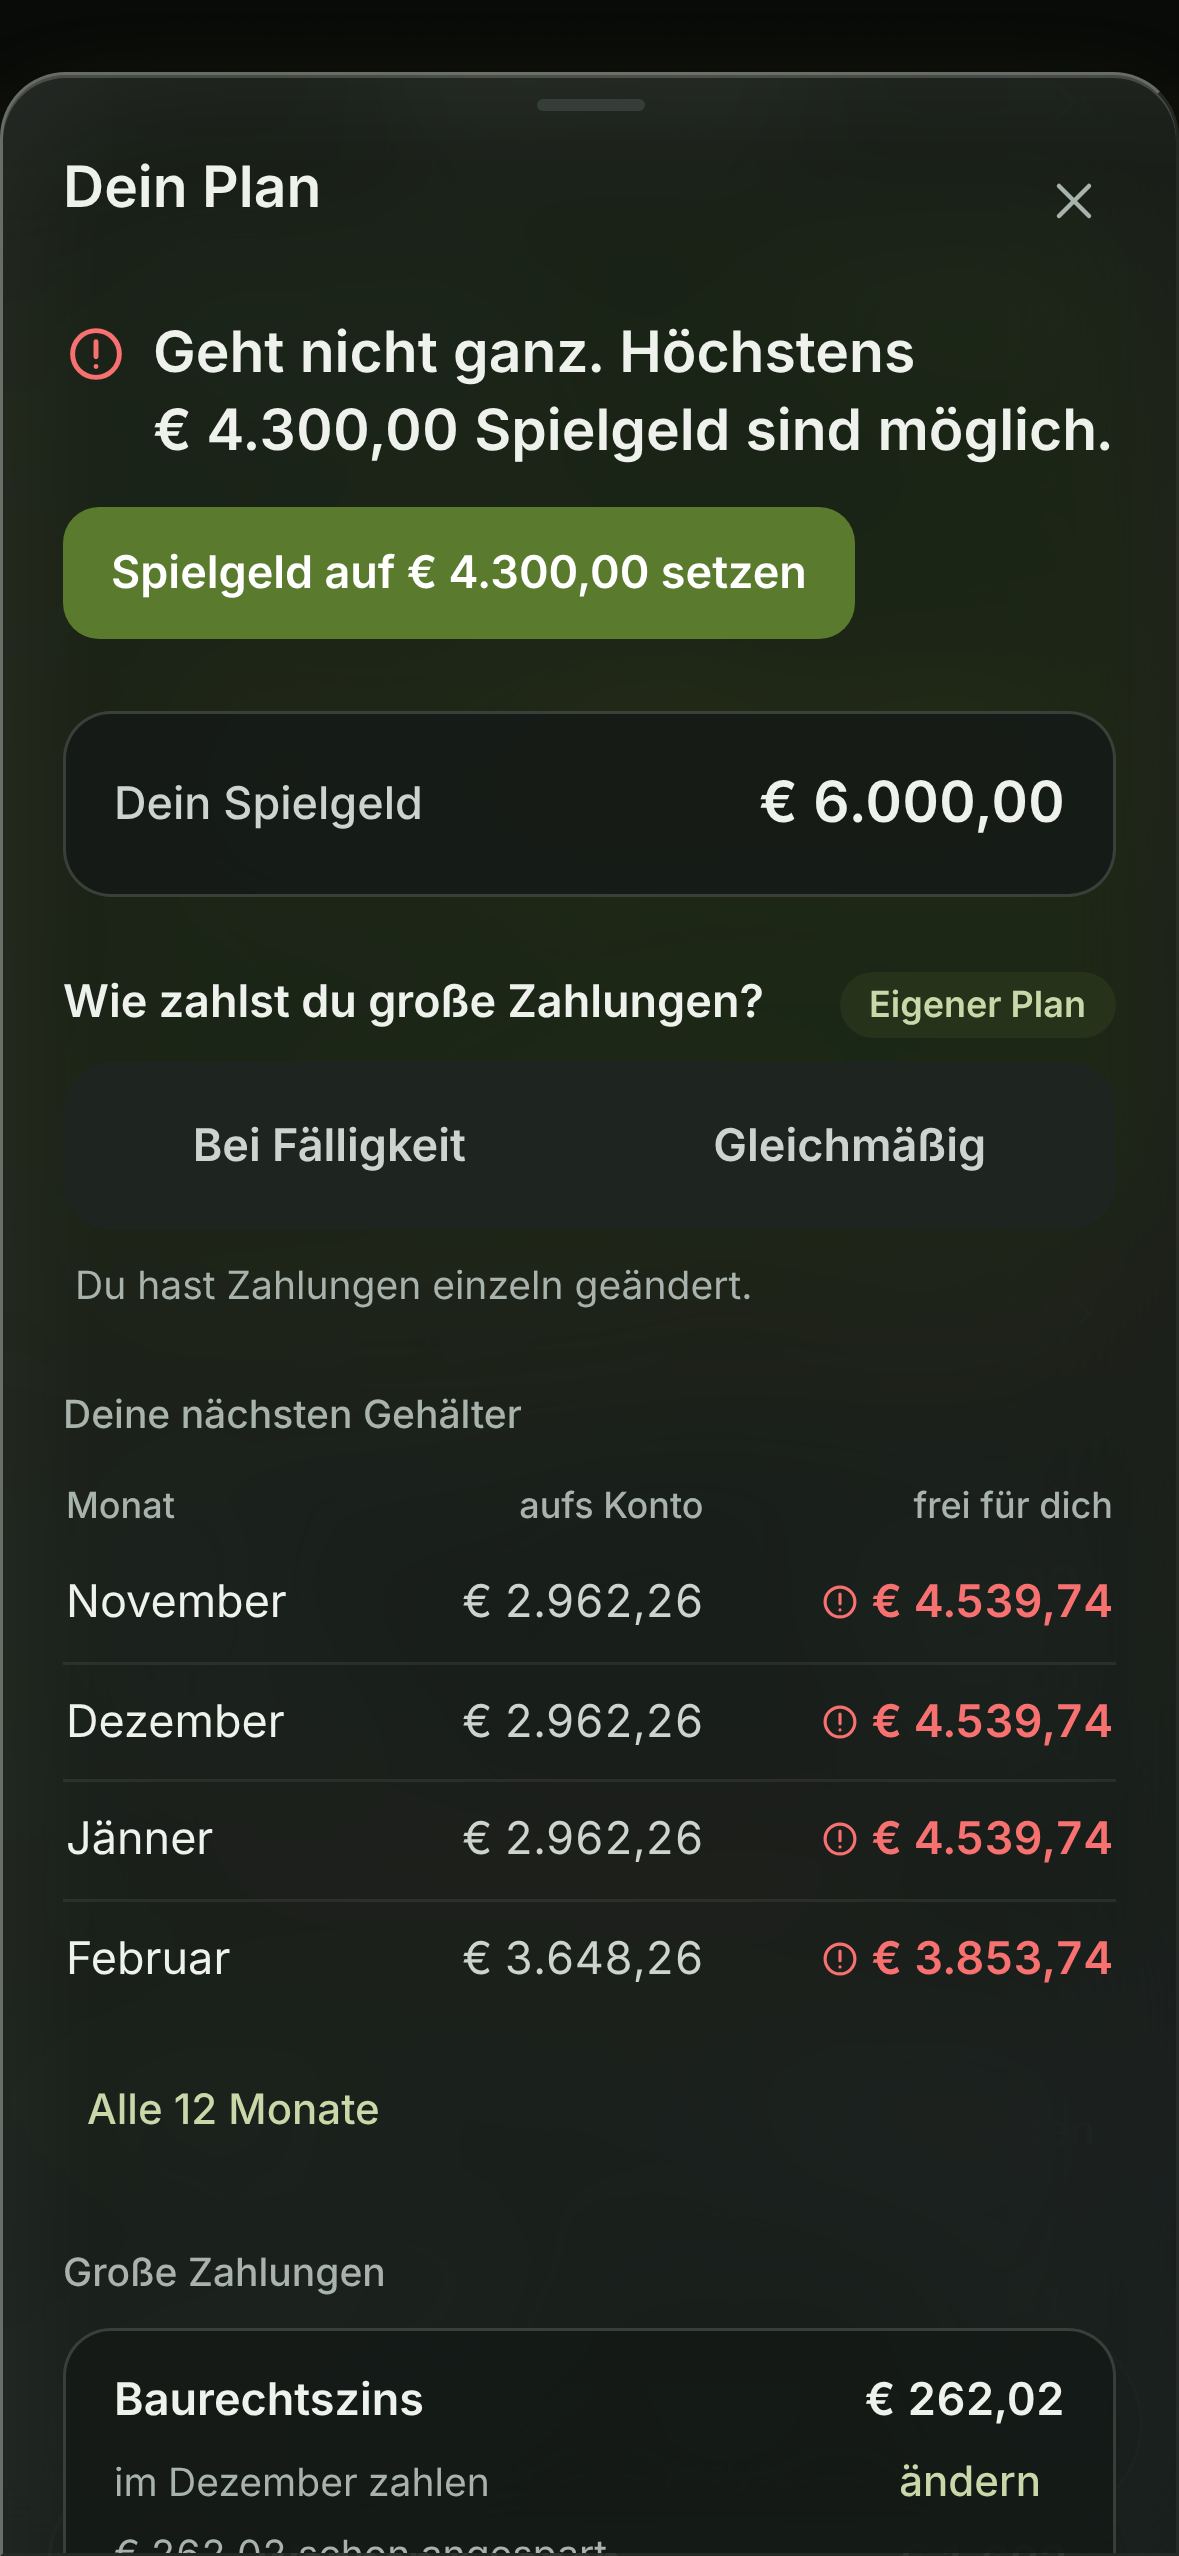 Dein Plan
Geht nicht ganz. Höchstens
€ 4.300,00 Spielgeld sind möglich.
Spielgeld auf € 4.300,00 setzen
Dein Spielgeld € 6.000,00
Wie zahlst du große Zahlungen? Eigener Plan
Bei Fälligkeit Gleichmäßig
Du hast Zahlungen einzeln geändert.
Deine nächsten Gehälter
Monat aufs Konto frei für dich
November € 2.962,26 € 4.539,74
Dezember € 2.962,26 € 4.539,74
Jänner € 2.962,26 € 4.539,74
Februar € 3.648,26 € 3.853,74
Alle 12 Monate
Große Zahlungen
Baurechtszins € 262,02
im Dezember zahlen ändern
€ 262,02 schon angespart